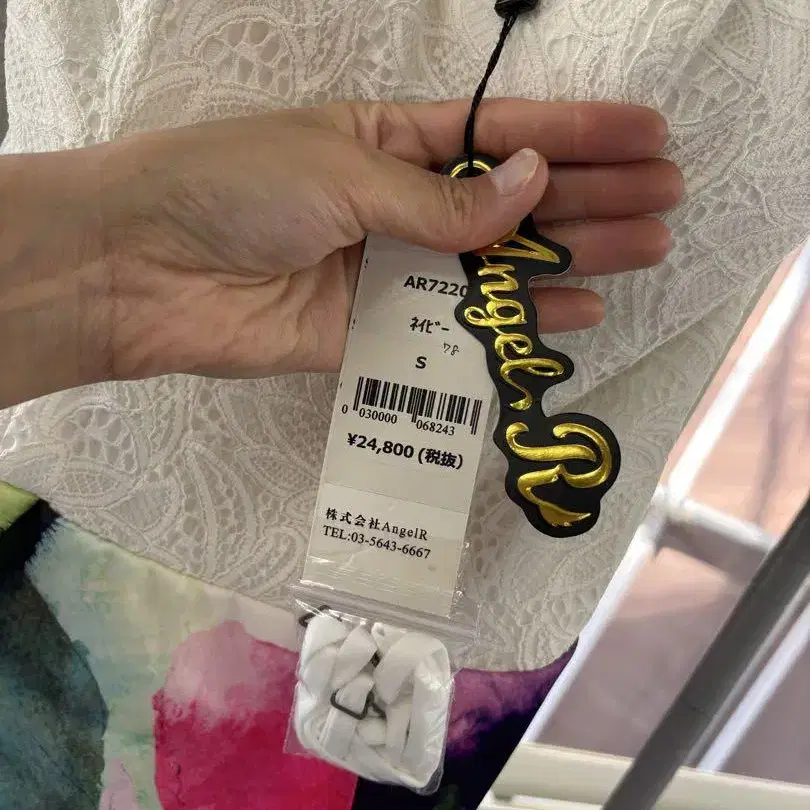 Angel R
AR7220
ﾈｲﾋﾞｰ
78
S
0 030000 068243
¥24,800 (税抜)
株式会社AngelR
TEL:03-5643-6667